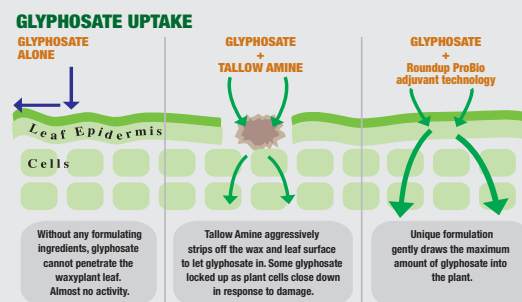 GLYPHOSATE UPTAKE
GLYPHOSATE
ALONE
GLYPHOSATE
+
TALLOW AMINE
GLYPHOSATE
+
Roundup ProBio
adjuvant technology
Leaf Epidermis
Cells
Without any formulating
ingredients, glyphosate
cannot penetrate the
waxyplant leaf.
Almost no activity.
Tallow Amine aggressively
strips off the wax and leaf surface
to let glyphosate in. Some glyphosate
locked up as plant cells close down
in response to damage.
Unique formulation
gently draws the maximum
amount of glyphosate into
the plant.